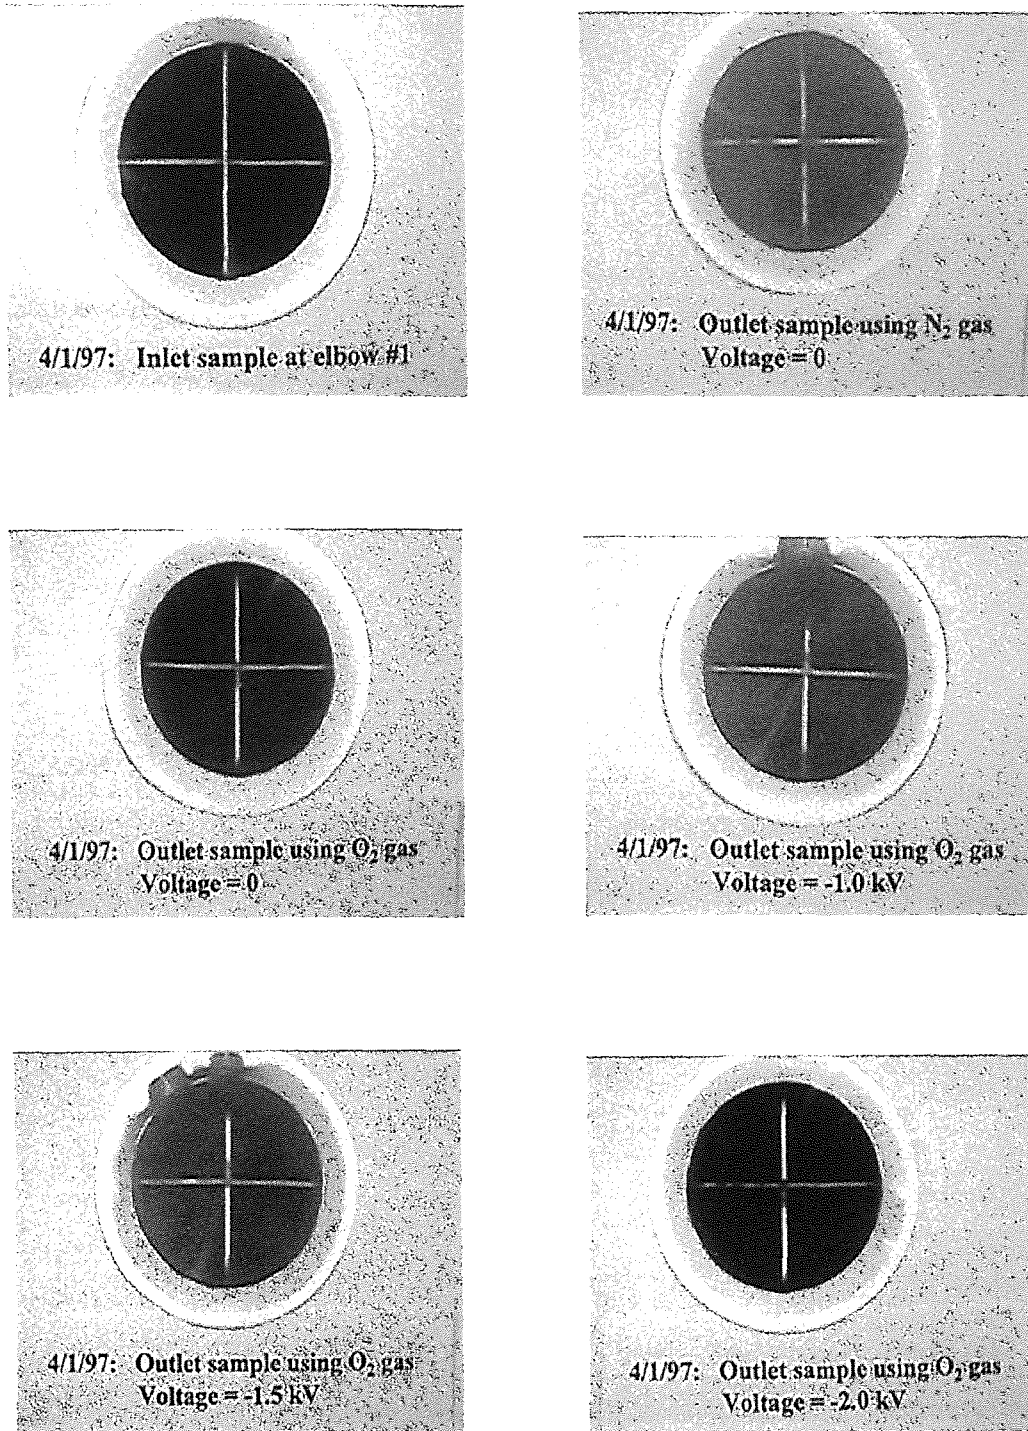 4/1/97: Inlet sample at elbow #1
4/1/97: Outlet sample using N₂ gas
Voltage = 0
4/1/97: Outlet sample using O₂ gas
Voltage = 0
4/1/97: Outlet sample using O₂ gas
Voltage = -1.0 kV
4/1/97: Outlet sample using O₂ gas
Voltage = -1.5 kV
4/1/97: Outlet sample using O₂ gas
Voltage = -2.0 kV